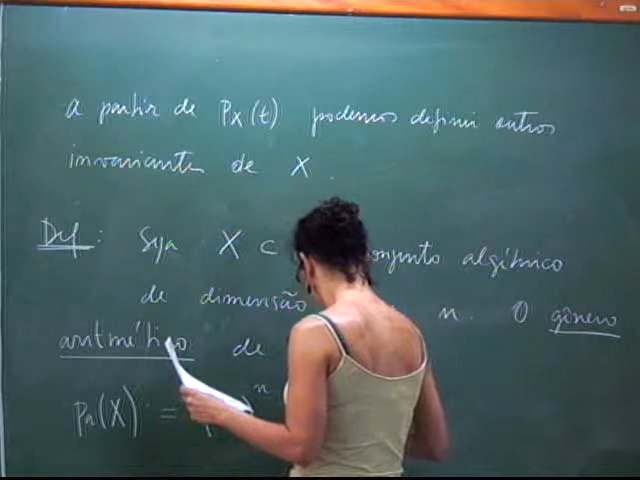 a partir de Px(t) podemos definir outros
invariantes de X.
Def: Seja X ⊂ conjunto algébrico
de dimensão n. O gênero
aritmético de
Pa(X) = n